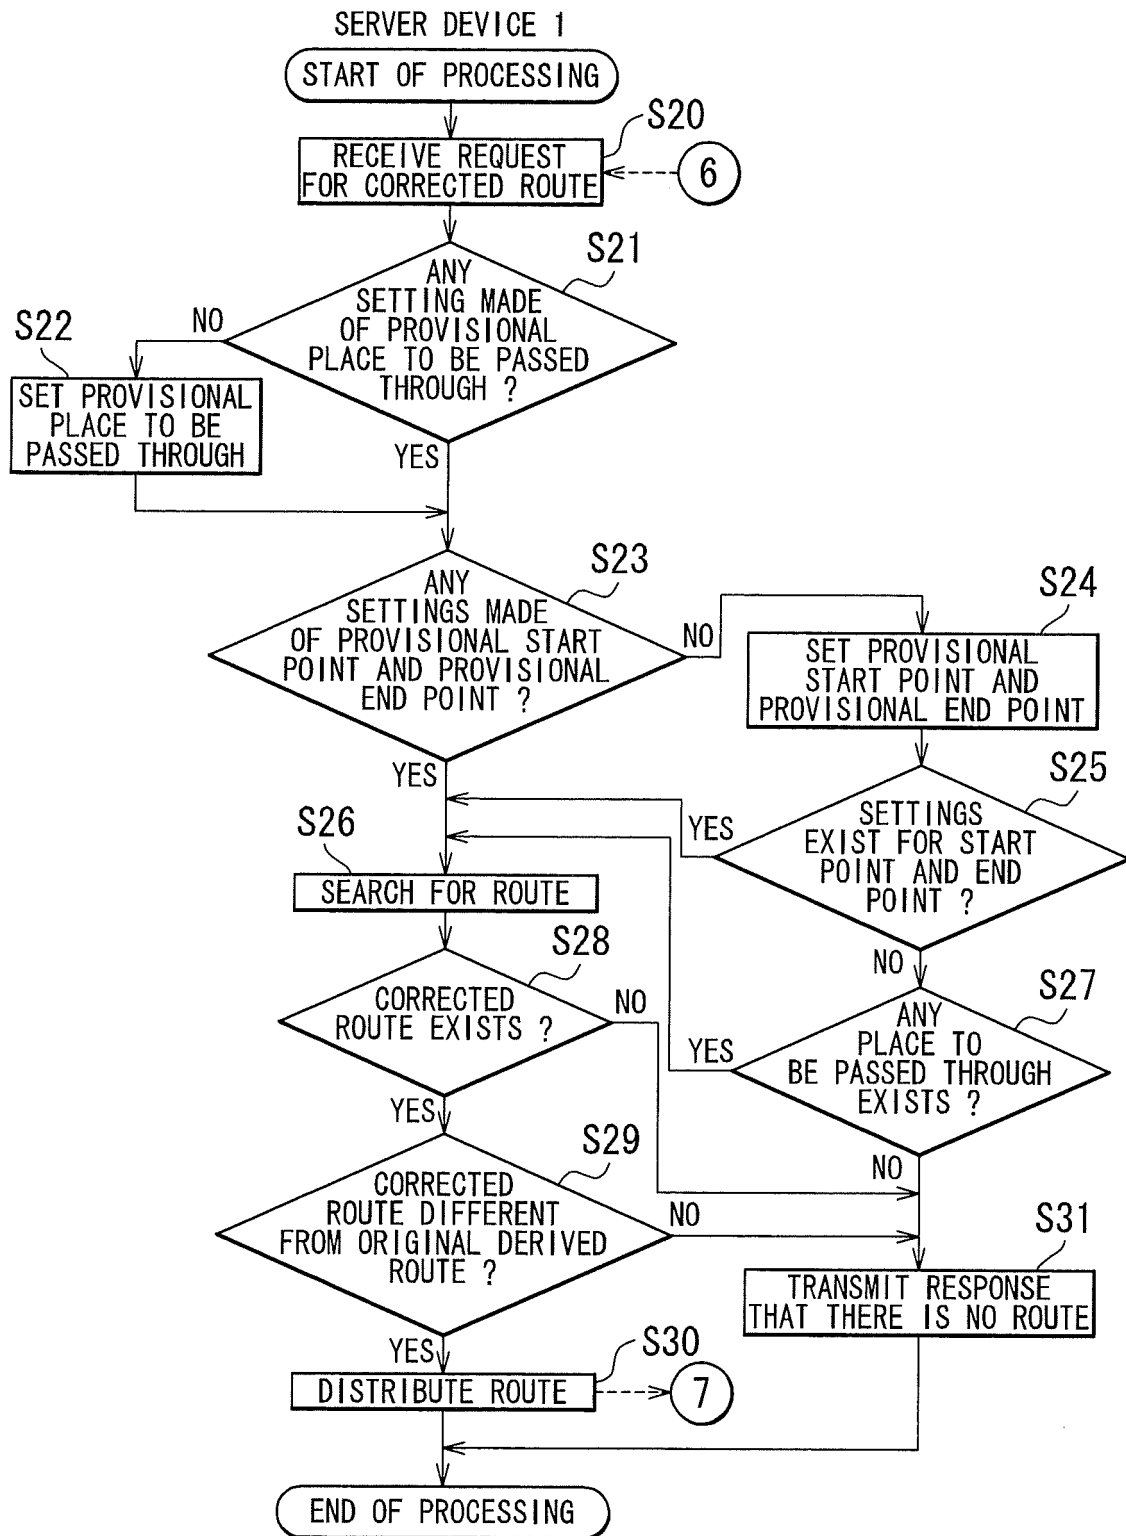 SERVER DEVICE 1
START OF PROCESSING
S20
RECEIVE REQUEST
FOR CORRECTED ROUTE
6
S21
ANY
SETTING MADE
OF PROVISIONAL
PLACE TO BE PASSED
THROUGH ?
NO
S22
SET PROVISIONAL
PLACE TO BE
PASSED THROUGH
YES
S23
ANY
SETTINGS MADE
OF PROVISIONAL START
POINT AND PROVISIONAL
END POINT ?
NO
S24
SET PROVISIONAL
START POINT AND
PROVISIONAL END POINT
YES
S25
SETTINGS
EXIST FOR START
POINT AND END
POINT ?
YES
S26
SEARCH FOR ROUTE
NO
S28
CORRECTED
ROUTE EXISTS ?
NO
S27
ANY
PLACE TO
BE PASSED THROUGH
EXISTS ?
YES
YES
NO
S29
CORRECTED
ROUTE DIFFERENT
FROM ORIGINAL DERIVED
ROUTE ?
NO
S31
TRANSMIT RESPONSE
THAT THERE IS NO ROUTE
YES
S30
DISTRIBUTE ROUTE
7
END OF PROCESSING